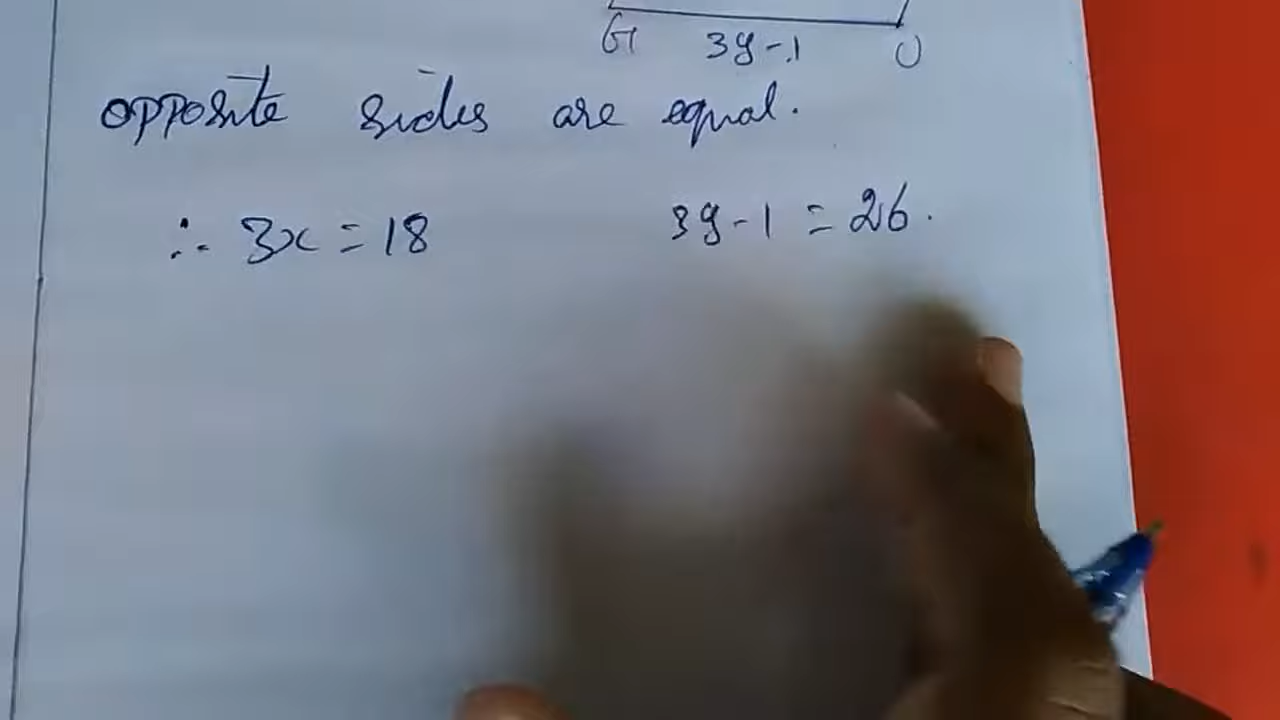 G 3y-1 U
opposite sides are equal.
∴ 3x = 18 3y-1 = 26.